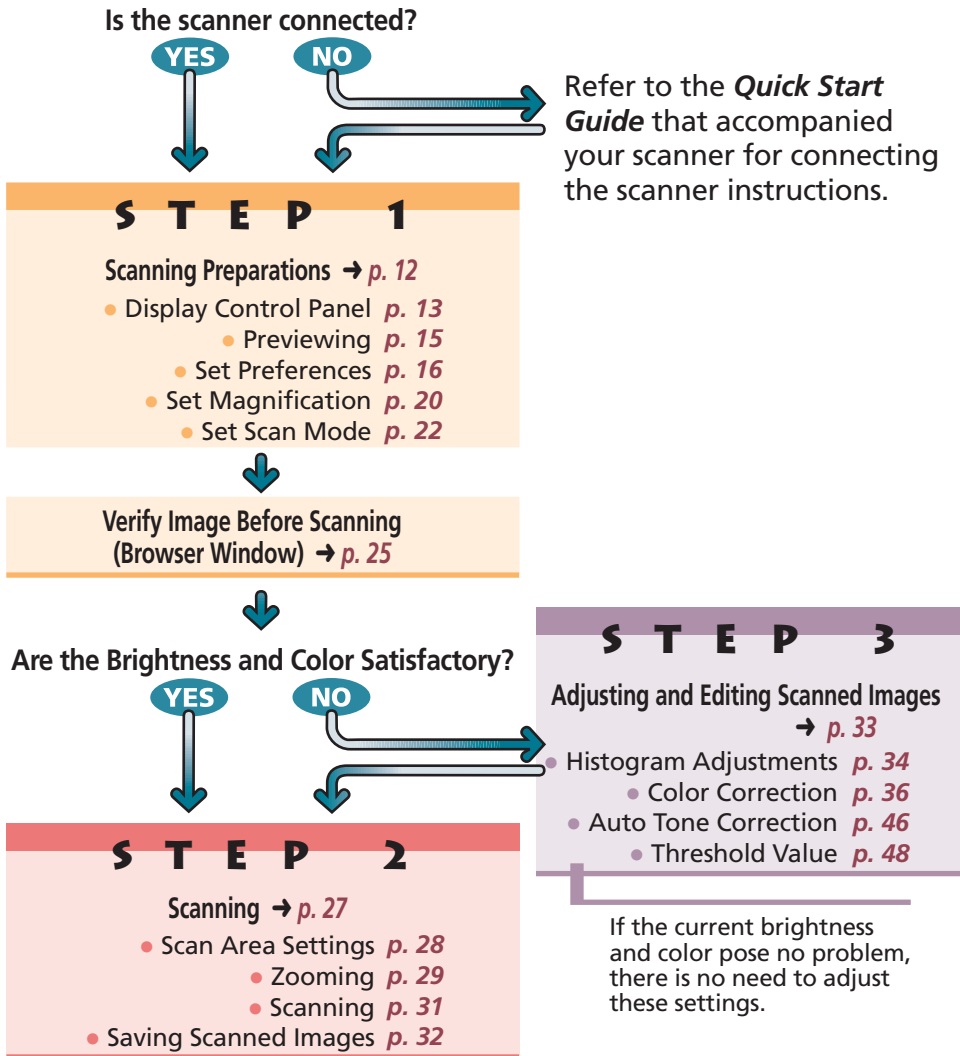 Is the scanner connected?
YES NO
Refer to the Quick Start
Guide that accompanied
your scanner for connecting
the scanner instructions.
STEP 1
Scanning Preparations ➔ p. 12
• Display Control Panel p. 13
• Previewing p. 15
• Set Preferences p. 16
• Set Magnification p. 20
• Set Scan Mode p. 22
Verify Image Before Scanning
(Browser Window) ➔ p. 25
Are the Brightness and Color Satisfactory?
YES NO
STEP 3
Adjusting and Editing Scanned Images
➔ p. 33
• Histogram Adjustments p. 34
• Color Correction p. 36
• Auto Tone Correction p. 46
• Threshold Value p. 48
If the current brightness
and color pose no problem,
there is no need to adjust
these settings.
STEP 2
Scanning ➔ p. 27
• Scan Area Settings p. 28
• Zooming p. 29
• Scanning p. 31
• Saving Scanned Images p. 32